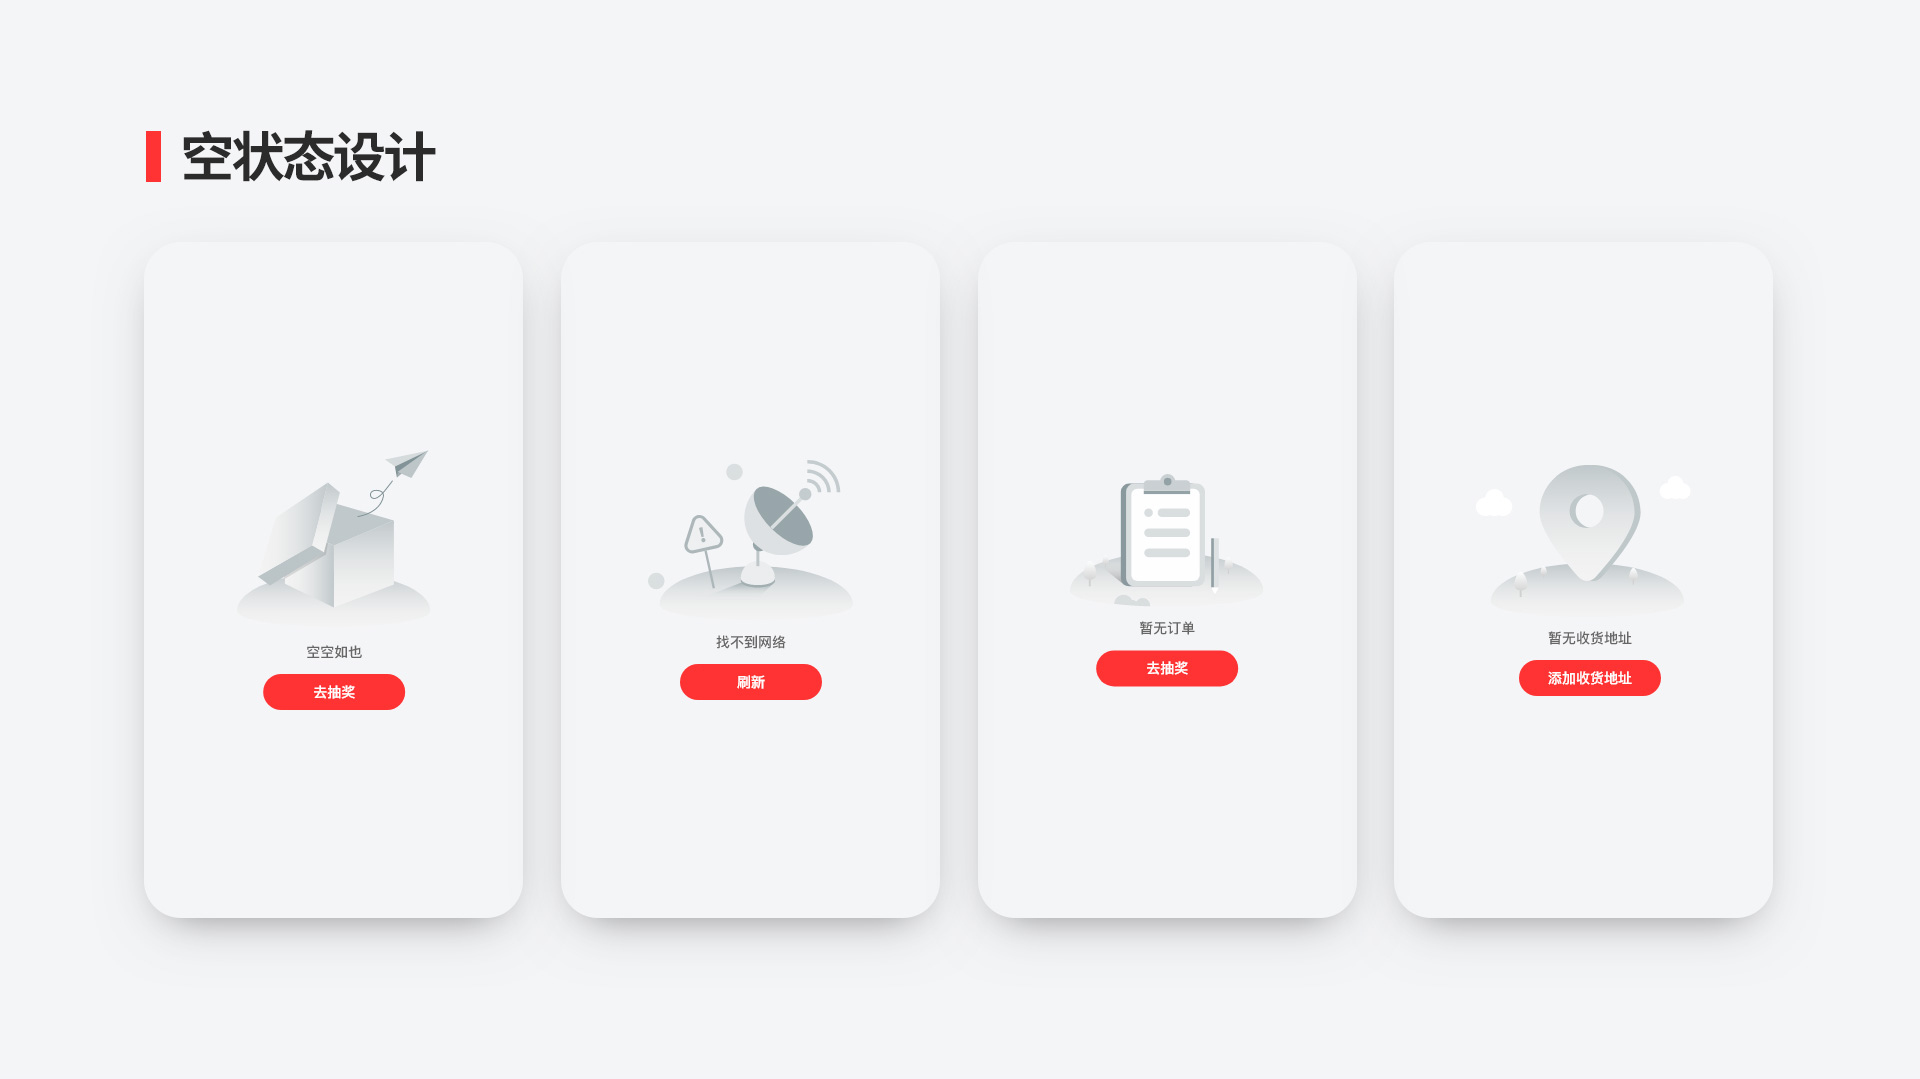 空状态设计
空空如也
去抽奖
找不到网络
刷新
暂无订单
去抽奖
暂无收货地址
添加收货地址